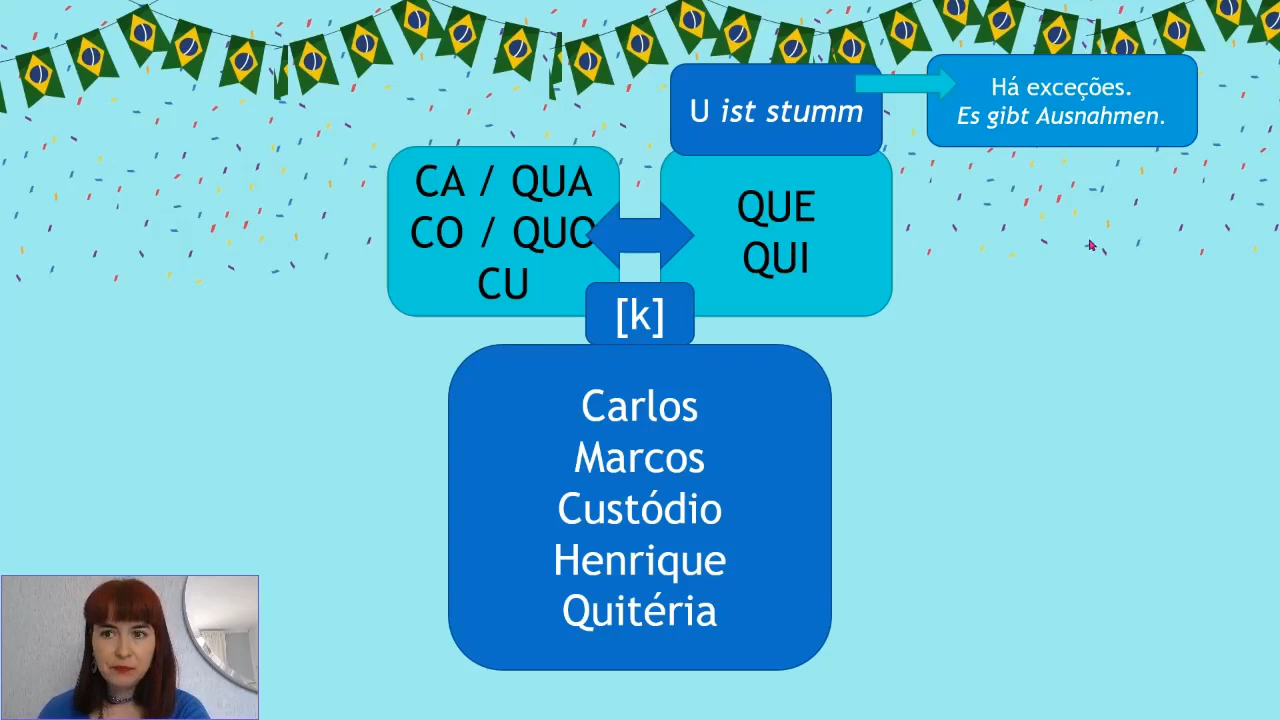 U ist stumm
Há exceções.
Es gibt Ausnahmen.
CA / QUA
CO / QUO
CU
QUE
QUI
[k]
Carlos
Marcos
Custódio
Henrique
Quitéria